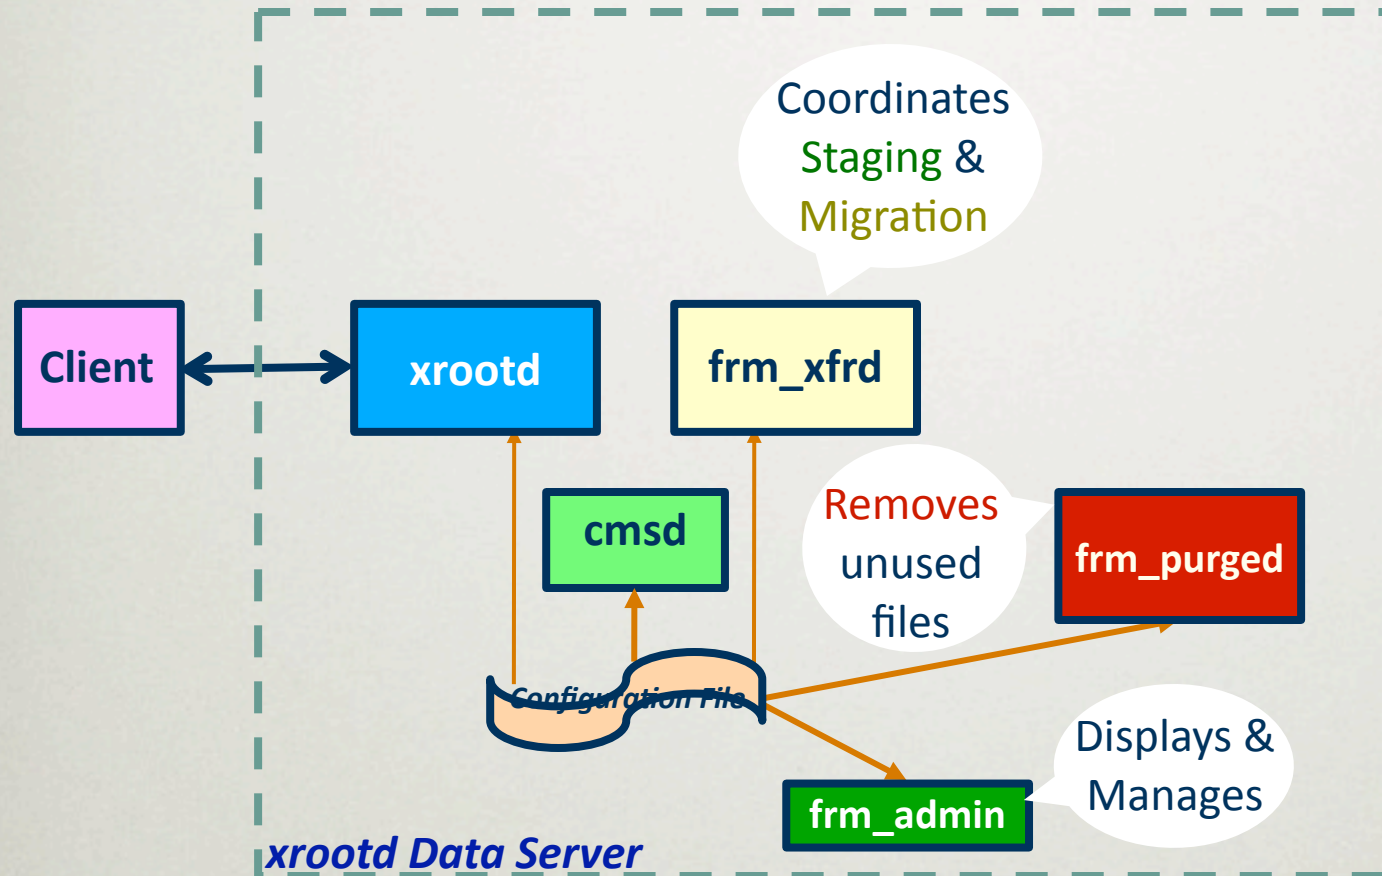 Coordinates
Staging &
Migration
Client
xrootd
frm_xfrd
cmsd
Removes
unused
files
frm_purged
Configuration File
Displays &
Manages
frm_admin
xrootd Data Server